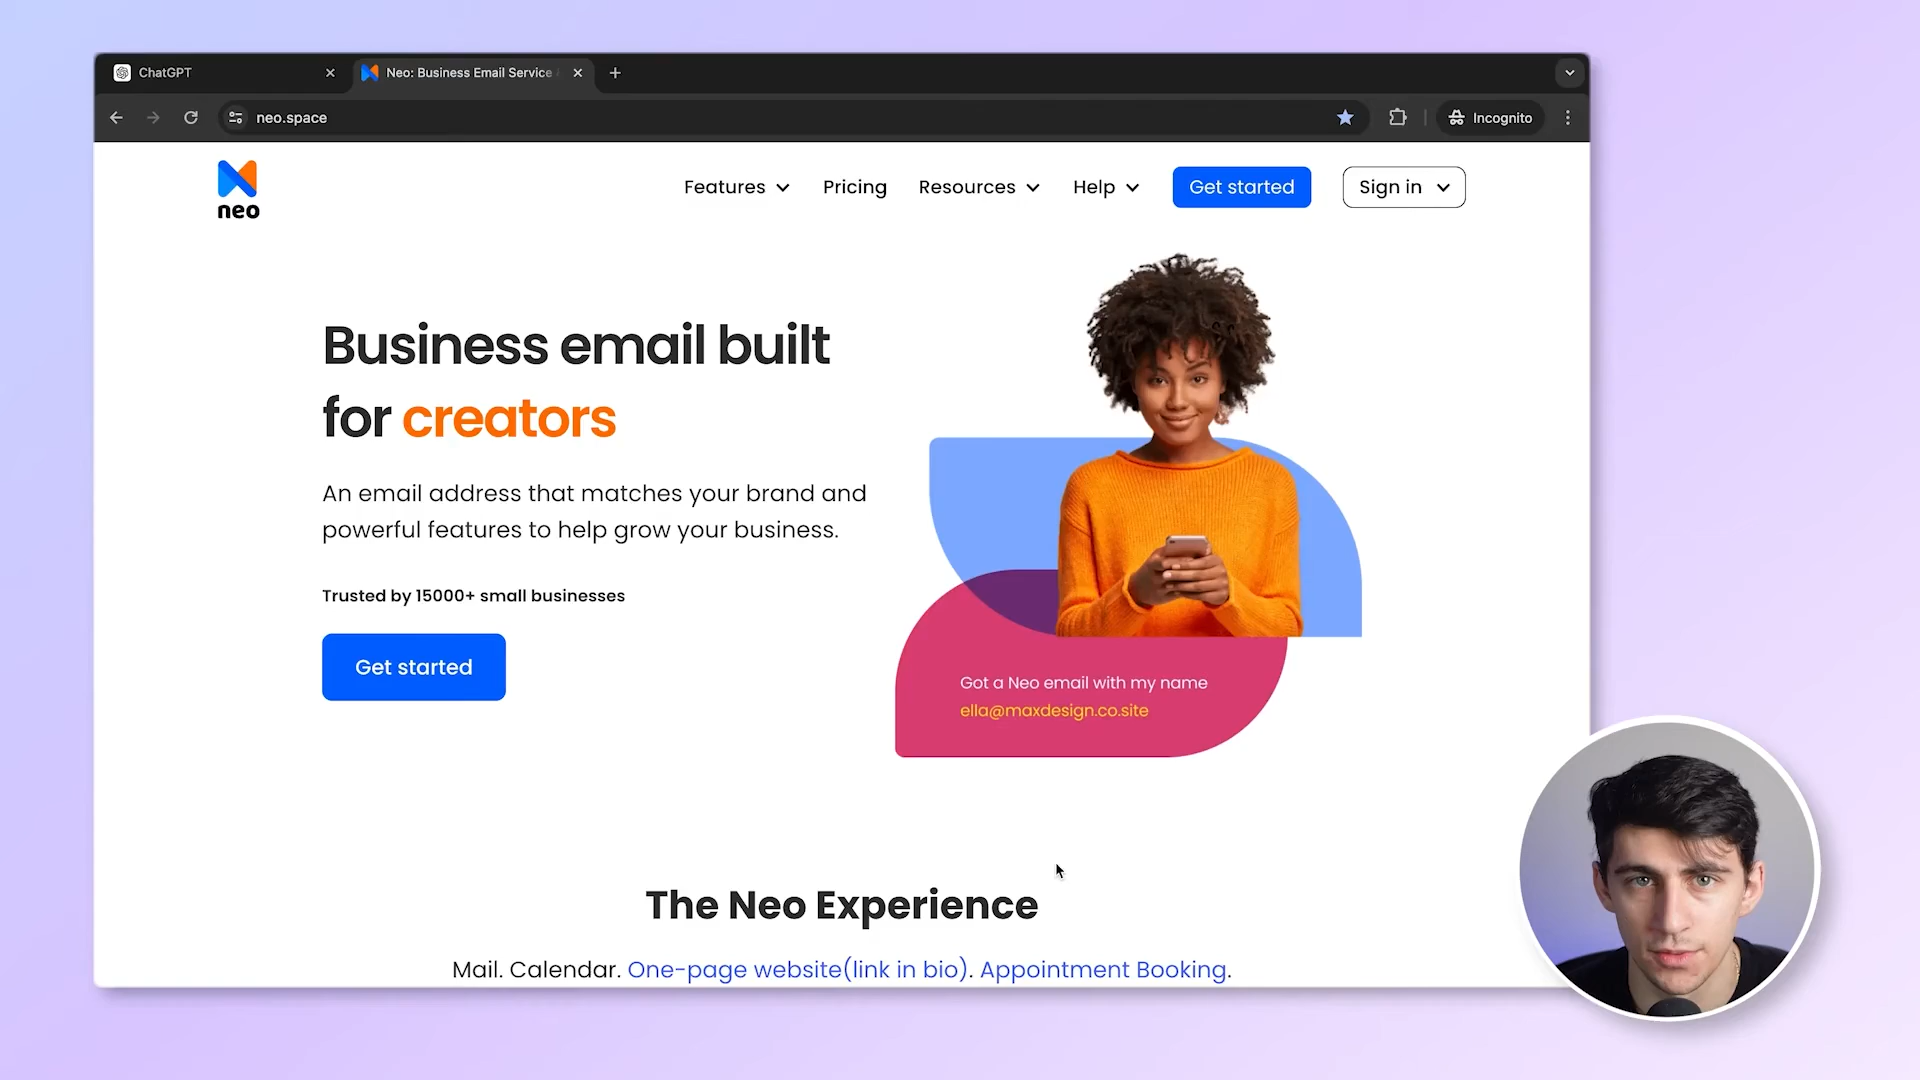 ChatGPT
Neo: Business Email Service
neo.space
Incognito
neo
Features
Pricing
Resources
Help
Get started
Sign in
Business email built
for creators
An email address that matches your brand and
powerful features to help grow your business.
Trusted by 15000+ small businesses
Get started
Got a Neo email with my name
ella@maxdesign.co.site
The Neo Experience
Mail. Calendar. One-page website(link in bio). Appointment Booking.